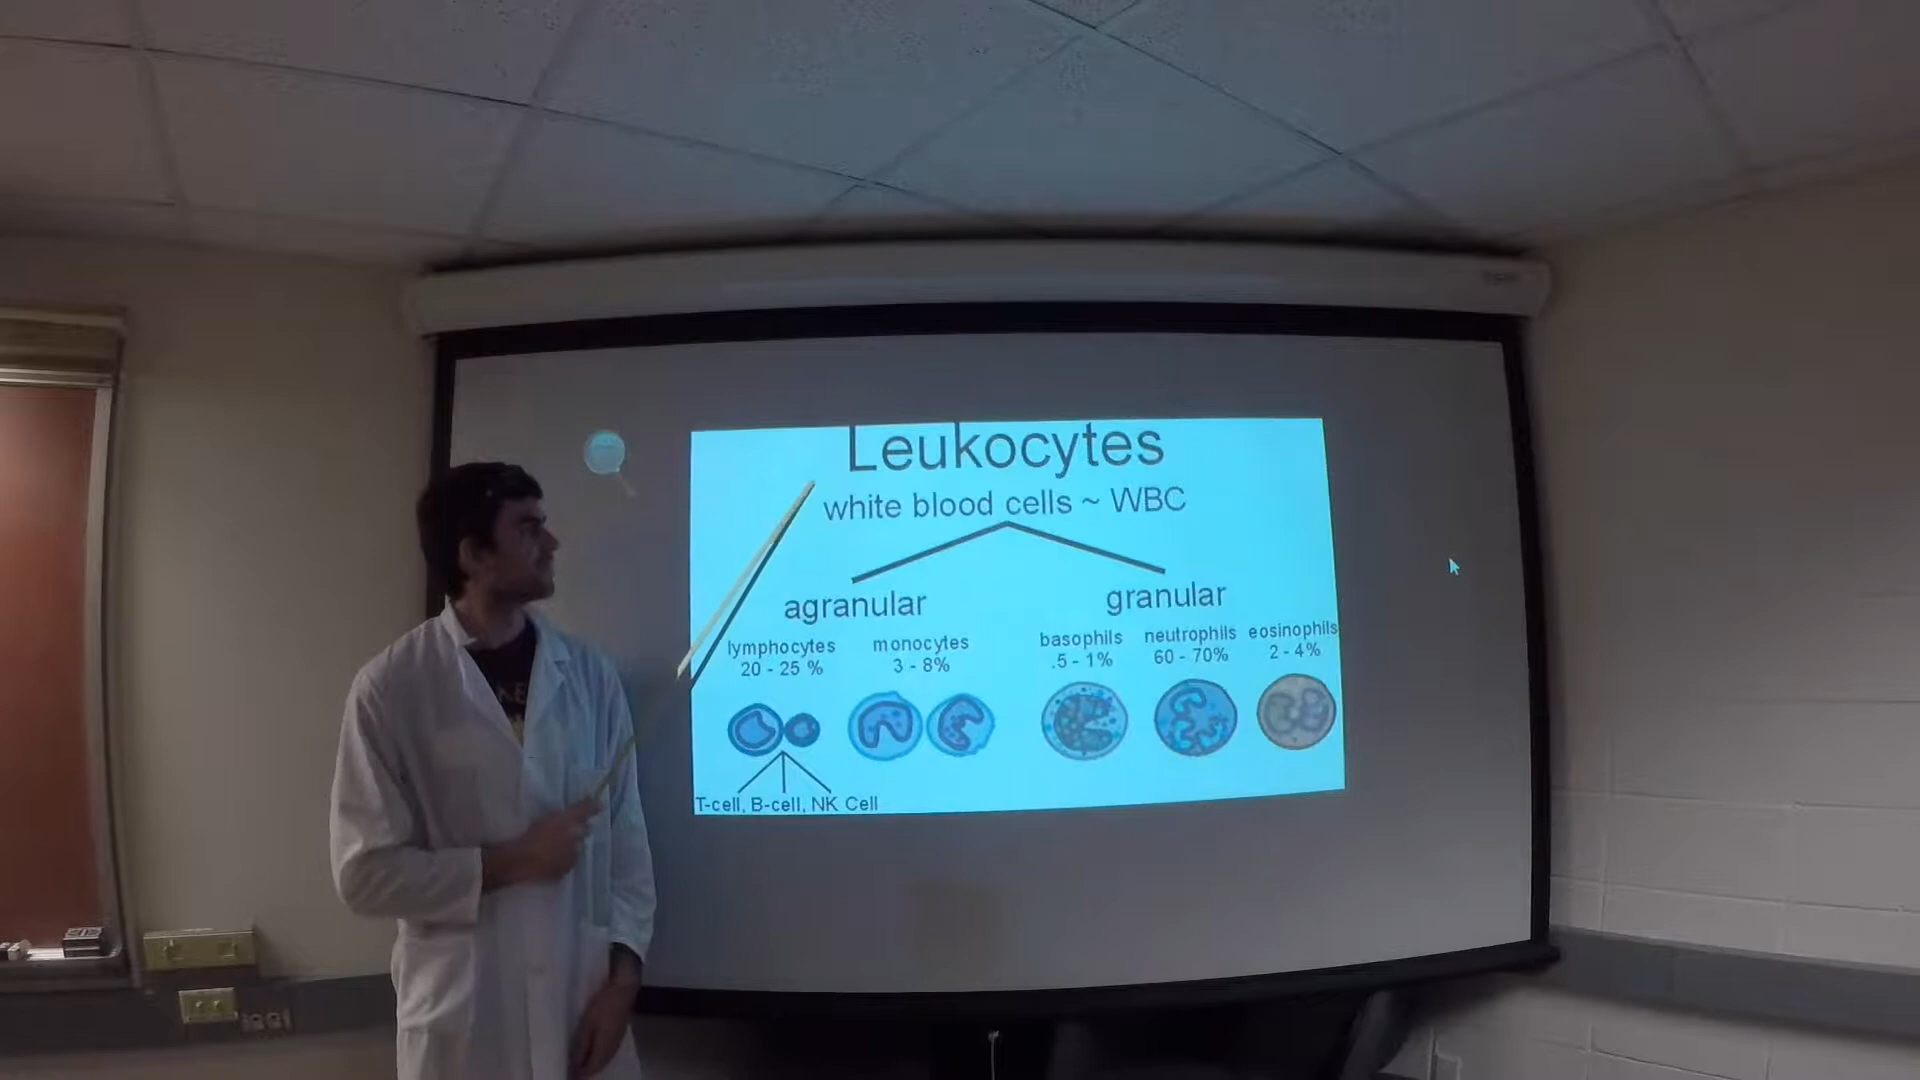 Leukocytes
white blood cells ~ WBC
agranular
granular
lymphocytes
20 - 25 %
monocytes
3 - 8%
basophils
.5 - 1%
neutrophils
60 - 70%
eosinophils
2 - 4%
T-cell, B-cell, NK Cell